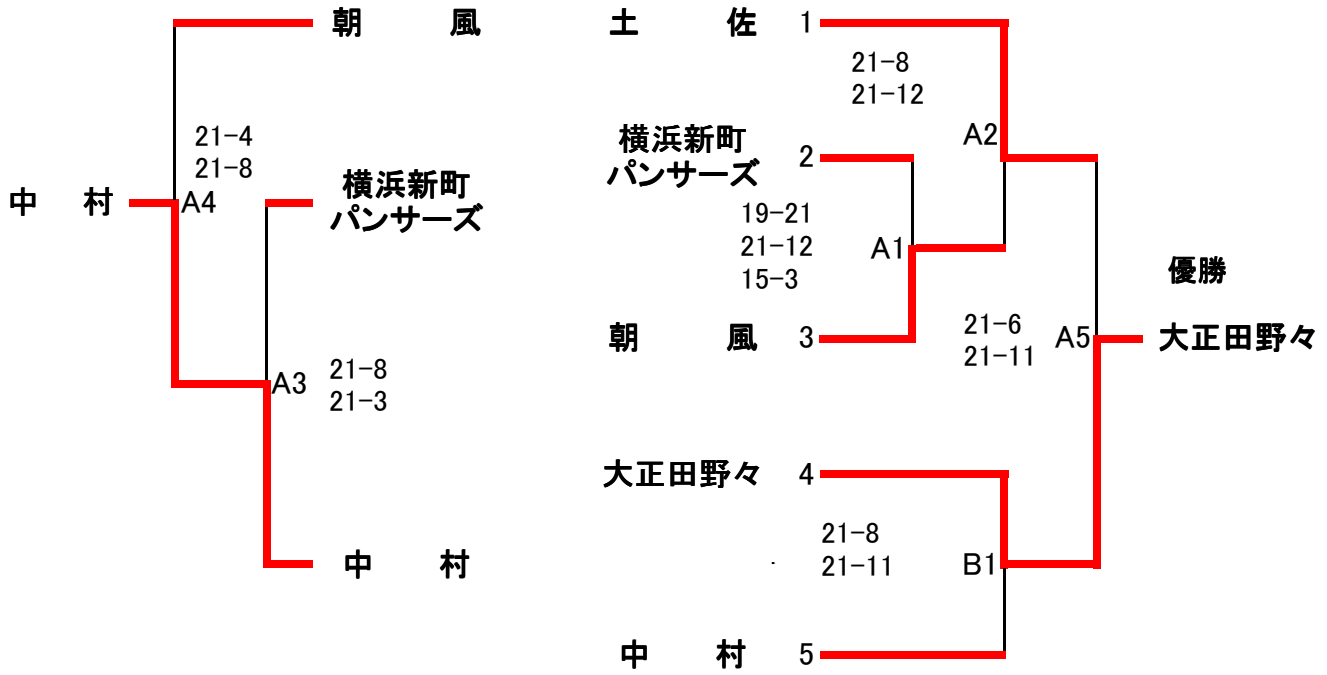 朝　風
21-4
21-8
中　村
A4
横浜新町
パンサーズ
A3
21-8
21-3
中　村
土　佐 1
21-8
21-12
A2
横浜新町
パンサーズ
2
19-21
21-12
15-3
A1
朝　風 3
21-6
21-11
A5
優勝
大正田野々
大正田野々 4
21-8
21-11
B1
中　村 5